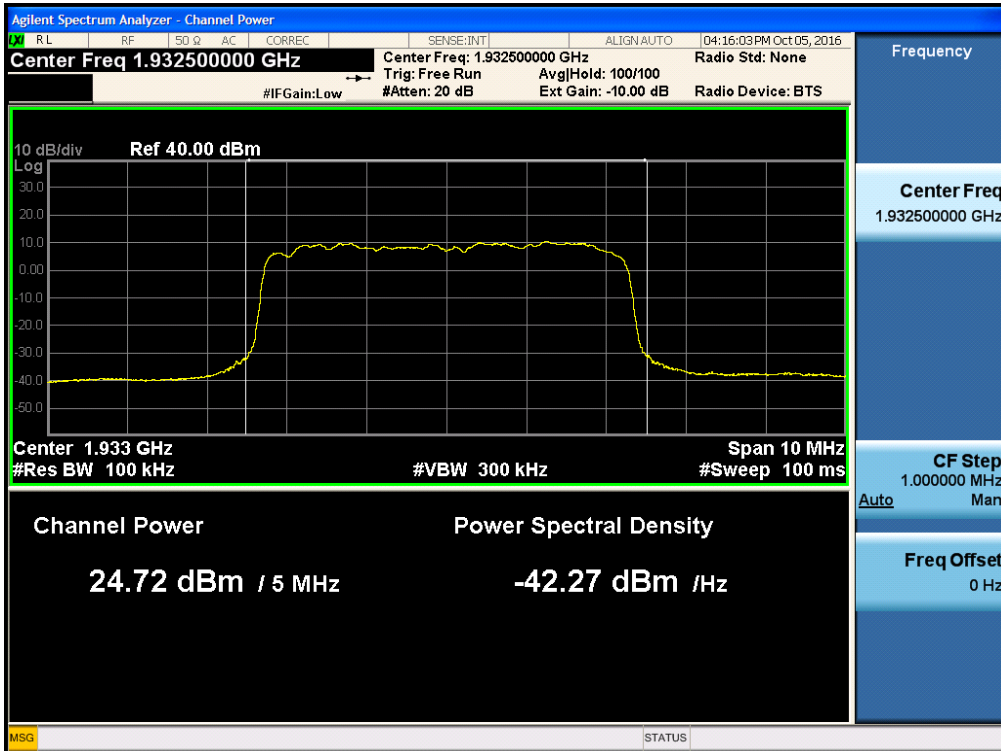 Agilent Spectrum Analyzer - Channel Power
LXI RL RF 50 Ω AC CORREC SENSE:INT ALIGN AUTO 04:16:03 PM Oct 05, 2016
Center Freq 1.932500000 GHz
Center Freq: 1.932500000 GHz
Radio Std: None
Trig: Free Run Avg|Hold: 100/100
#IFGain:Low
#Atten: 20 dB Ext Gain: -10.00 dB
Radio Device: BTS
10 dB/div Ref 40.00 dBm
Log
30.0
20.0
10.0
0.00
-10.0
-20.0
-30.0
-40.0
-50.0
Center 1.933 GHz Span 10 MHz
#Res BW 100 kHz #VBW 300 kHz #Sweep 100 ms
Channel Power Power Spectral Density
24.72 dBm / 5 MHz -42.27 dBm /Hz
MSG STATUS
Frequency
Center Freq
1.932500000 GHz
CF Step
1.000000 MHz
Auto Man
Freq Offset
0 Hz